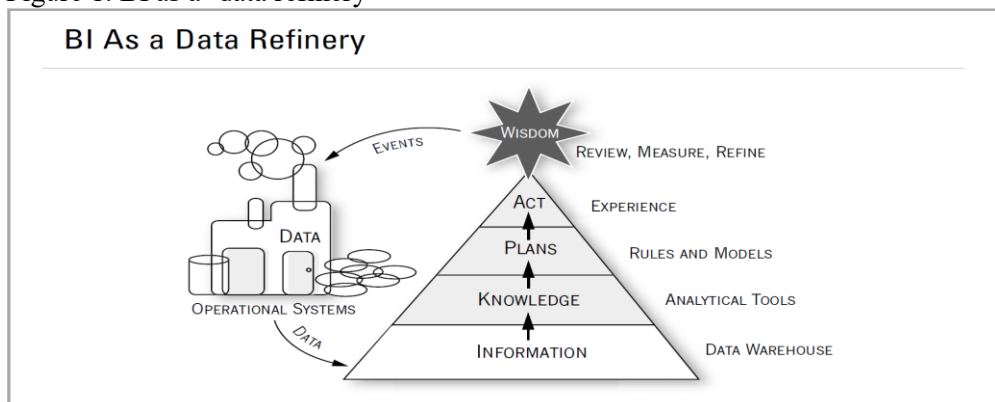 Figure 1: BI as a "data refinery"
BI As a Data Refinery
WISDOM
EVENTS
REVIEW, MEASURE, REFINE
ACT
EXPERIENCE
DATA
PLANS
RULES AND MODELS
KNOWLEDGE
ANALYTICAL TOOLS
OPERATIONAL SYSTEMS
DATA
INFORMATION
DATA WAREHOUSE